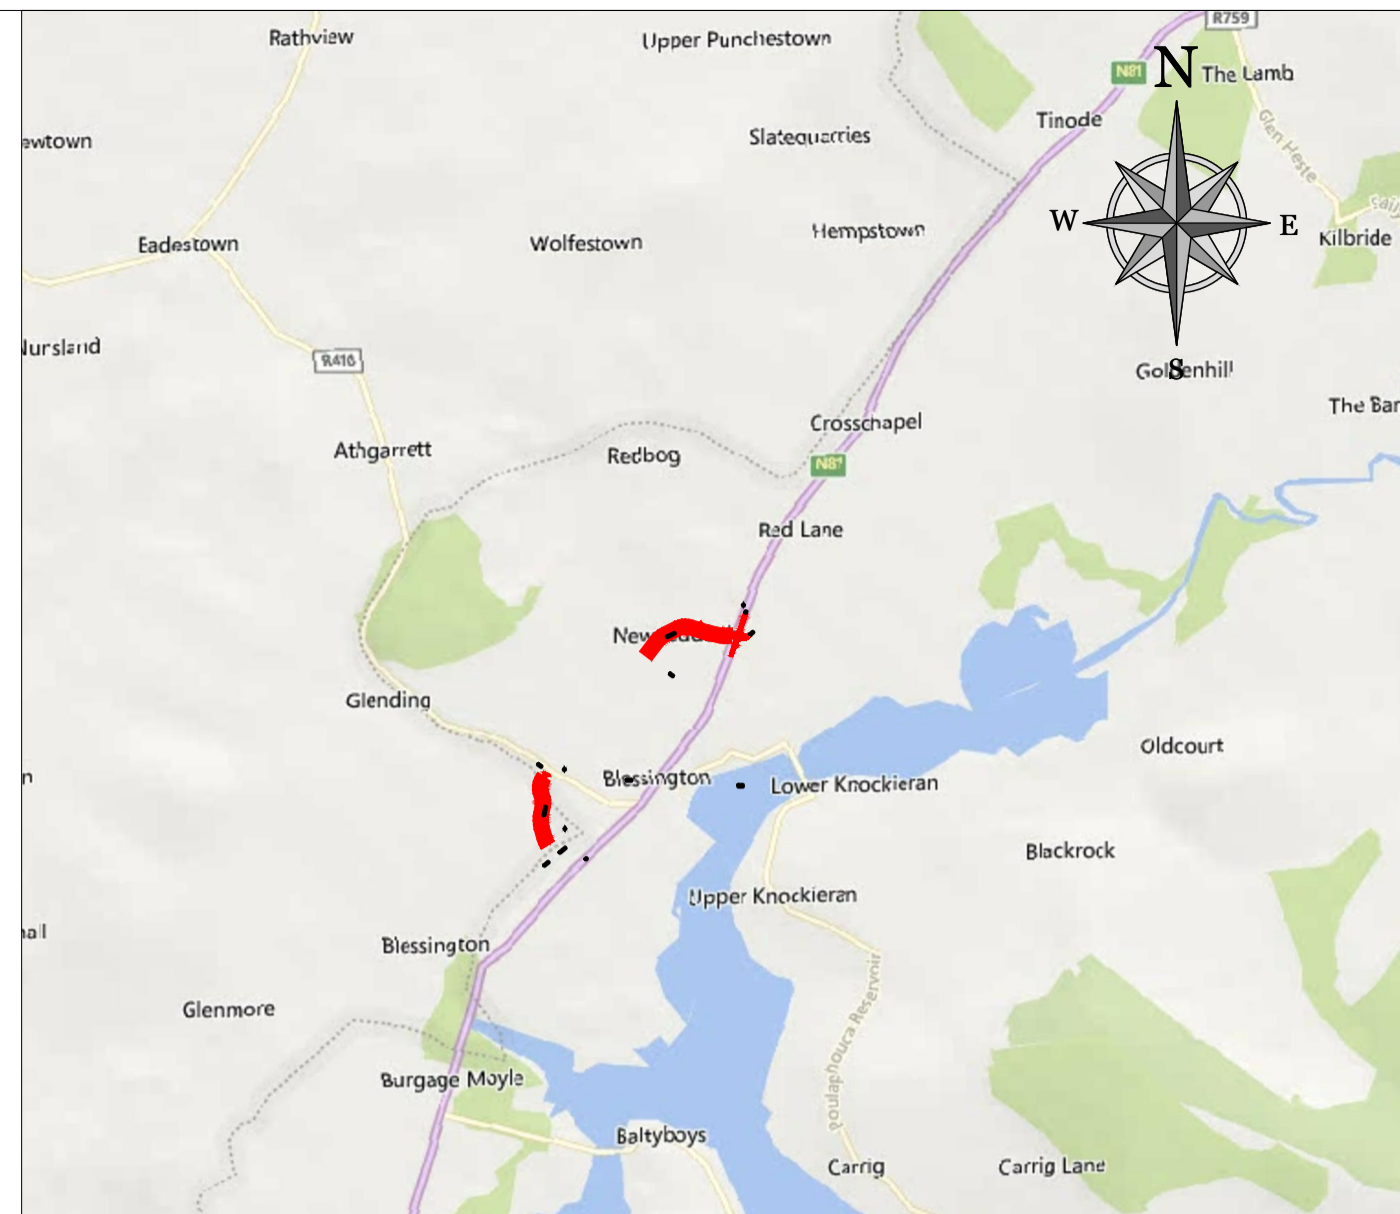 R759
Rathview
Upper Punchestown
N
N81
The Lamb
Tinode
Slatequarries
ewtown
Glen
W
E
Hempstown
Kilbride
Wolfestown
Eadestown
Nursland
R410
S
The Bar
Crosschapel
Athgarrett
Redbog
N81
Red Lane
Glending
Oldcourt
Blessington
Lower Knockieran
Blackrock
Upper Knockieran
Blessington
Glenmore
Poulaphouca Reservoir
Burgage Moyle
Baltyboys
Carrig
Carrig Lane